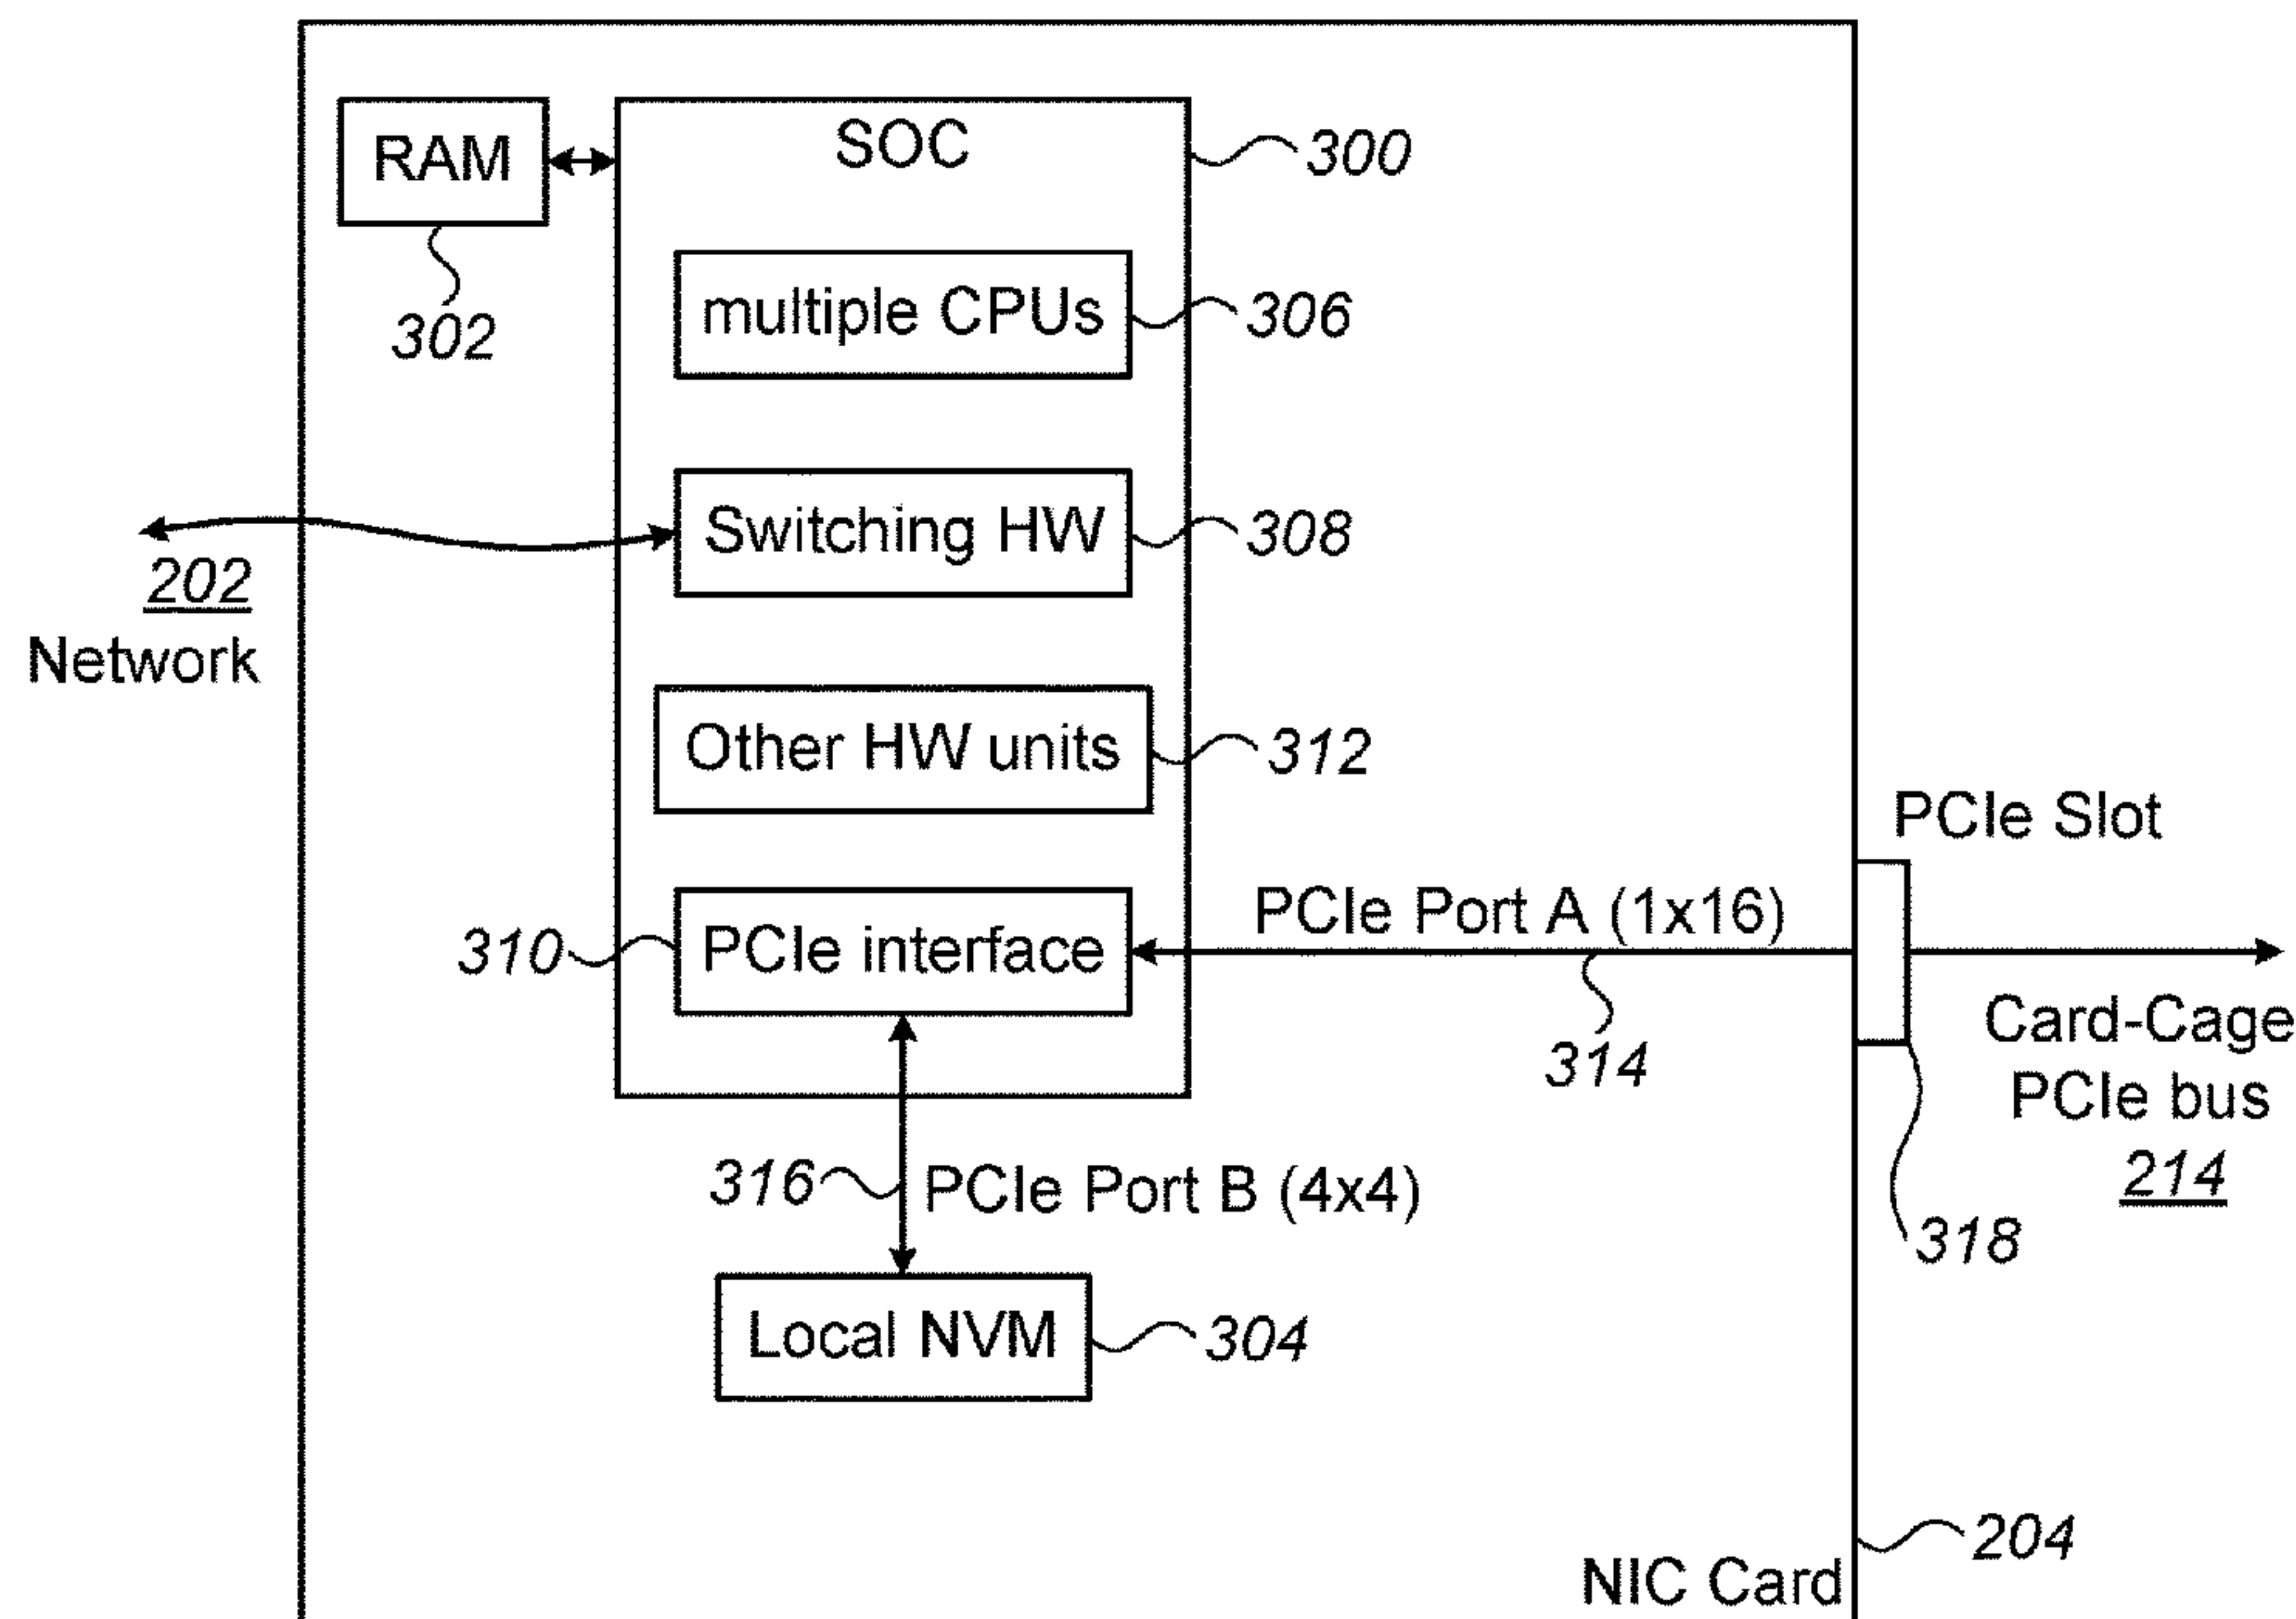 RAM
SOC
300
302
multiple CPUs
306
Switching HW
308
202
Network
Other HW units
312
PCIe Slot
PCIe Port A (1x16)
310
PCIe interface
314
Card-Cage
PCIe bus
214
316
PCIe Port B (4x4)
318
Local NVM
304
204
NIC Card